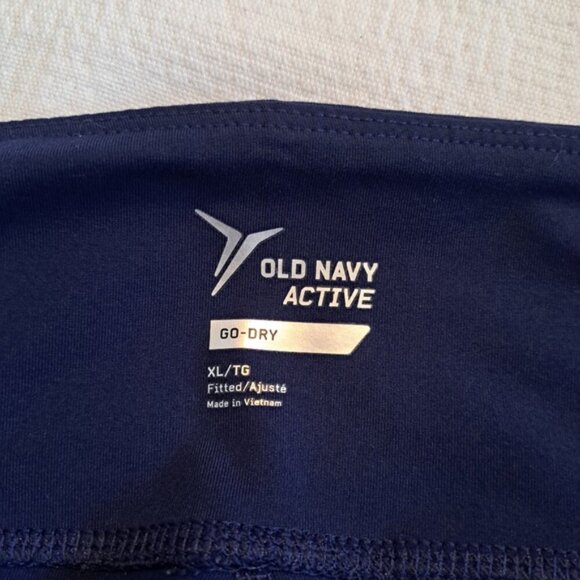 OLD NAVY
ACTIVE
GO-DRY
XL/TG
Fitted/Ajusté
Made in Vietnam